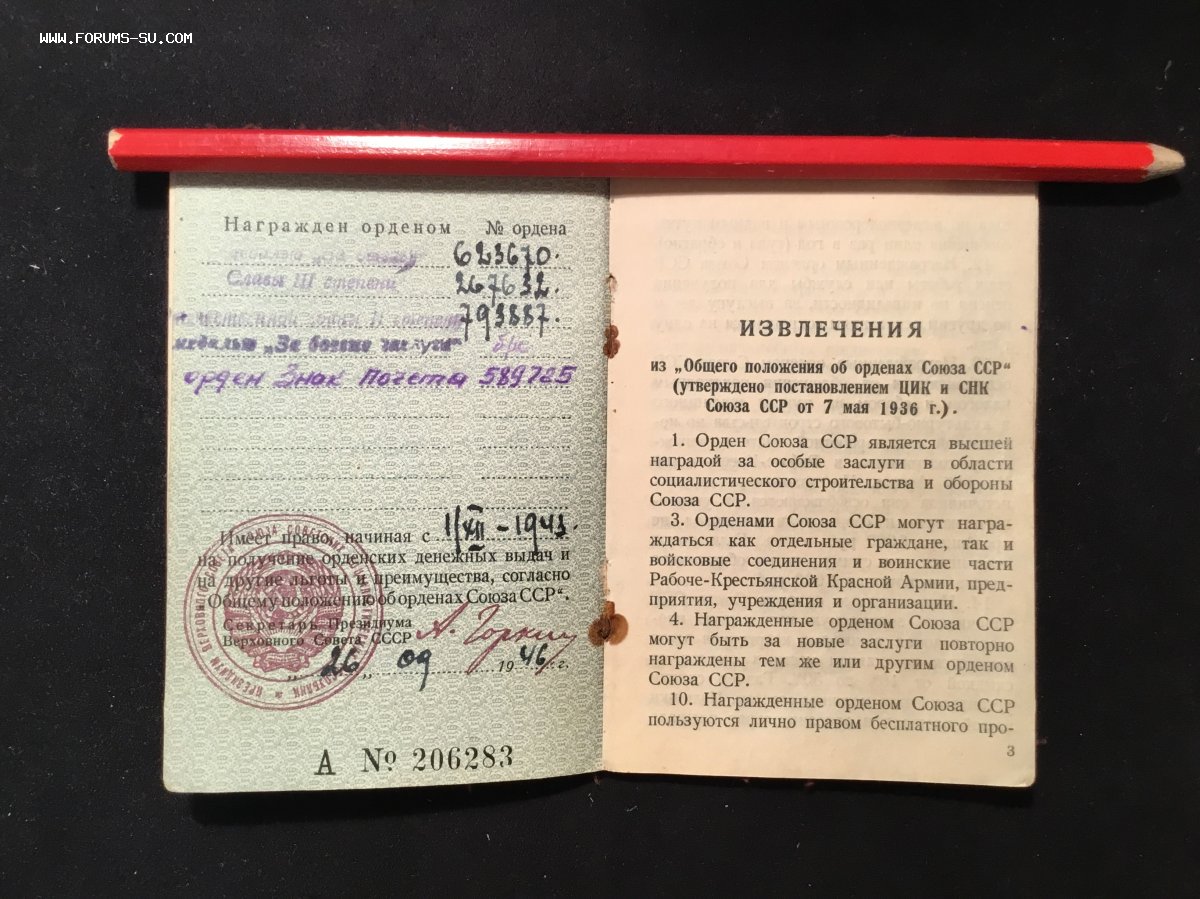 WWW.FORUMS-SU.COM
Награжден орденом № ордена
623670.
Славы III степени 267632.
II степени 793887.
медалью „За боевые заслуги" б/н
орден Знак Почета 589725
Имеет право, начиная с 1/XII – 1943.
на получение орденских денежных выдач и
на другие льготы и преимущества, согласно
„Общему положению об орденах Союза ССР".
Секретарь Президиума
Верховного Совета СССР А. Горкин
„26„ 09 1946 г.
А № 206283
ИЗВЛЕЧЕНИЯ
из „Общего положения об орденах Союза ССР"
(утверждено постановлением ЦИК и СНК
Союза ССР от 7 мая 1936 г.).
1. Орден Союза ССР является высшей
наградой за особые заслуги в области
социалистического строительства и обороны
Союза ССР.
3. Орденами Союза ССР могут награ-
ждаться как отдельные граждане, так и
войсковые соединения и воинские части
Рабоче-Крестьянской Красной Армии, пред-
приятия, учреждения и организации.
4. Награжденные орденом Союза ССР
могут быть за новые заслуги повторно
награждены тем же или другим орденом
Союза ССР.
10. Награжденные орденом Союза ССР
пользуются лично правом бесплатного про-
3